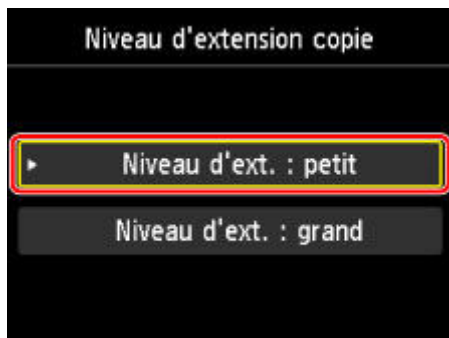 Niveau d'extension copie
Niveau d'ext. : petit
Niveau d'ext. : grand